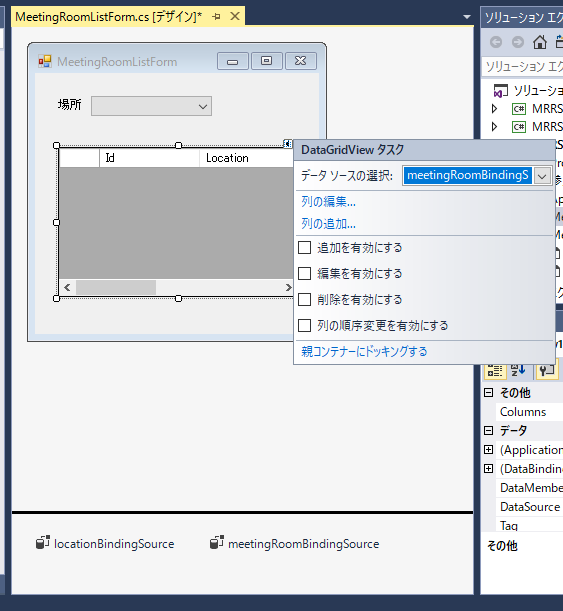 MeetingRoomListForm.cs [デザイン]*
ソリューション エク
MeetingRoomListForm
ソリューション エク
ソリューショ
MRRS
MRRS
場所
Id
Location
DataGridView タスク
データ ソースの選択:
meetingRoomBindingS
列の編集...
列の追加...
追加を有効にする
編集を有効にする
削除を有効にする
列の順序変更を有効にする
親コンテナーにドッキングする
その他
Columns
データ
(Application
(DataBinding
DataMembe
DataSource
Tag
その他
locationBindingSource
meetingRoomBindingSource